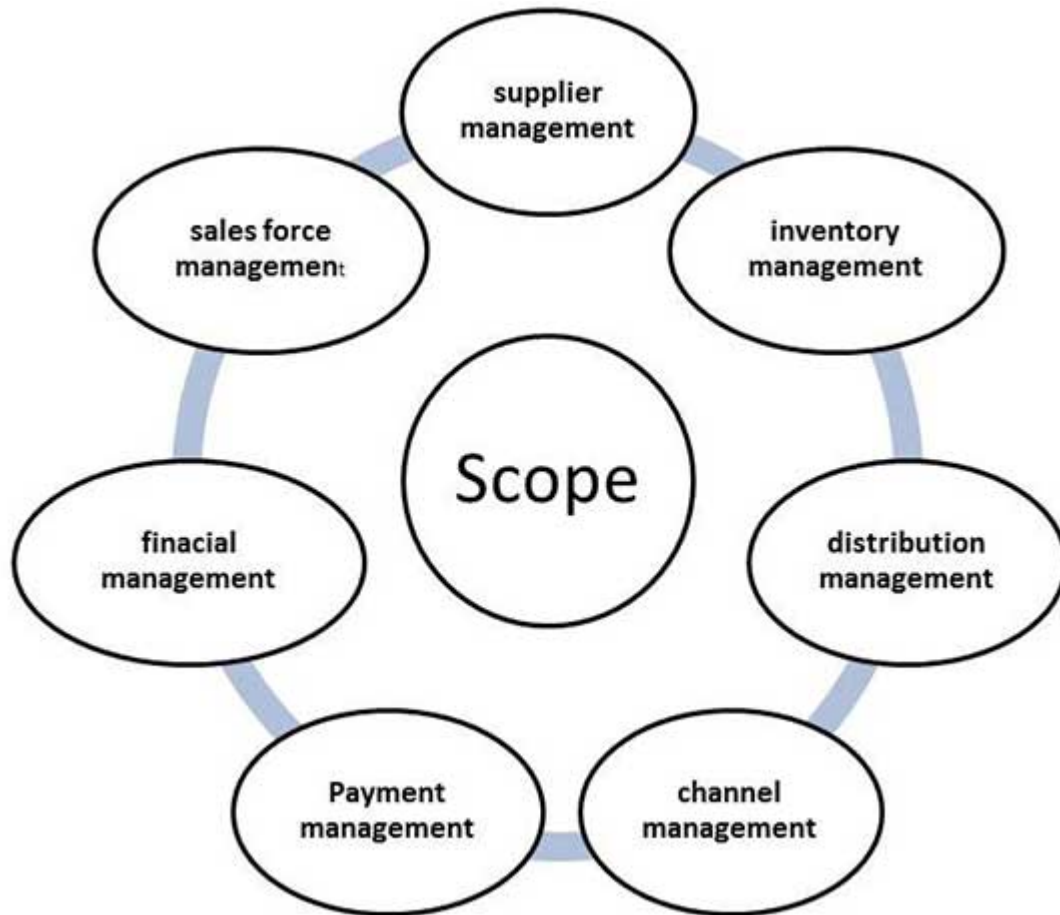 supplier
management
inventory
management
distribution
management
channel
management
Payment
management
finacial
management
sales force
management
Scope